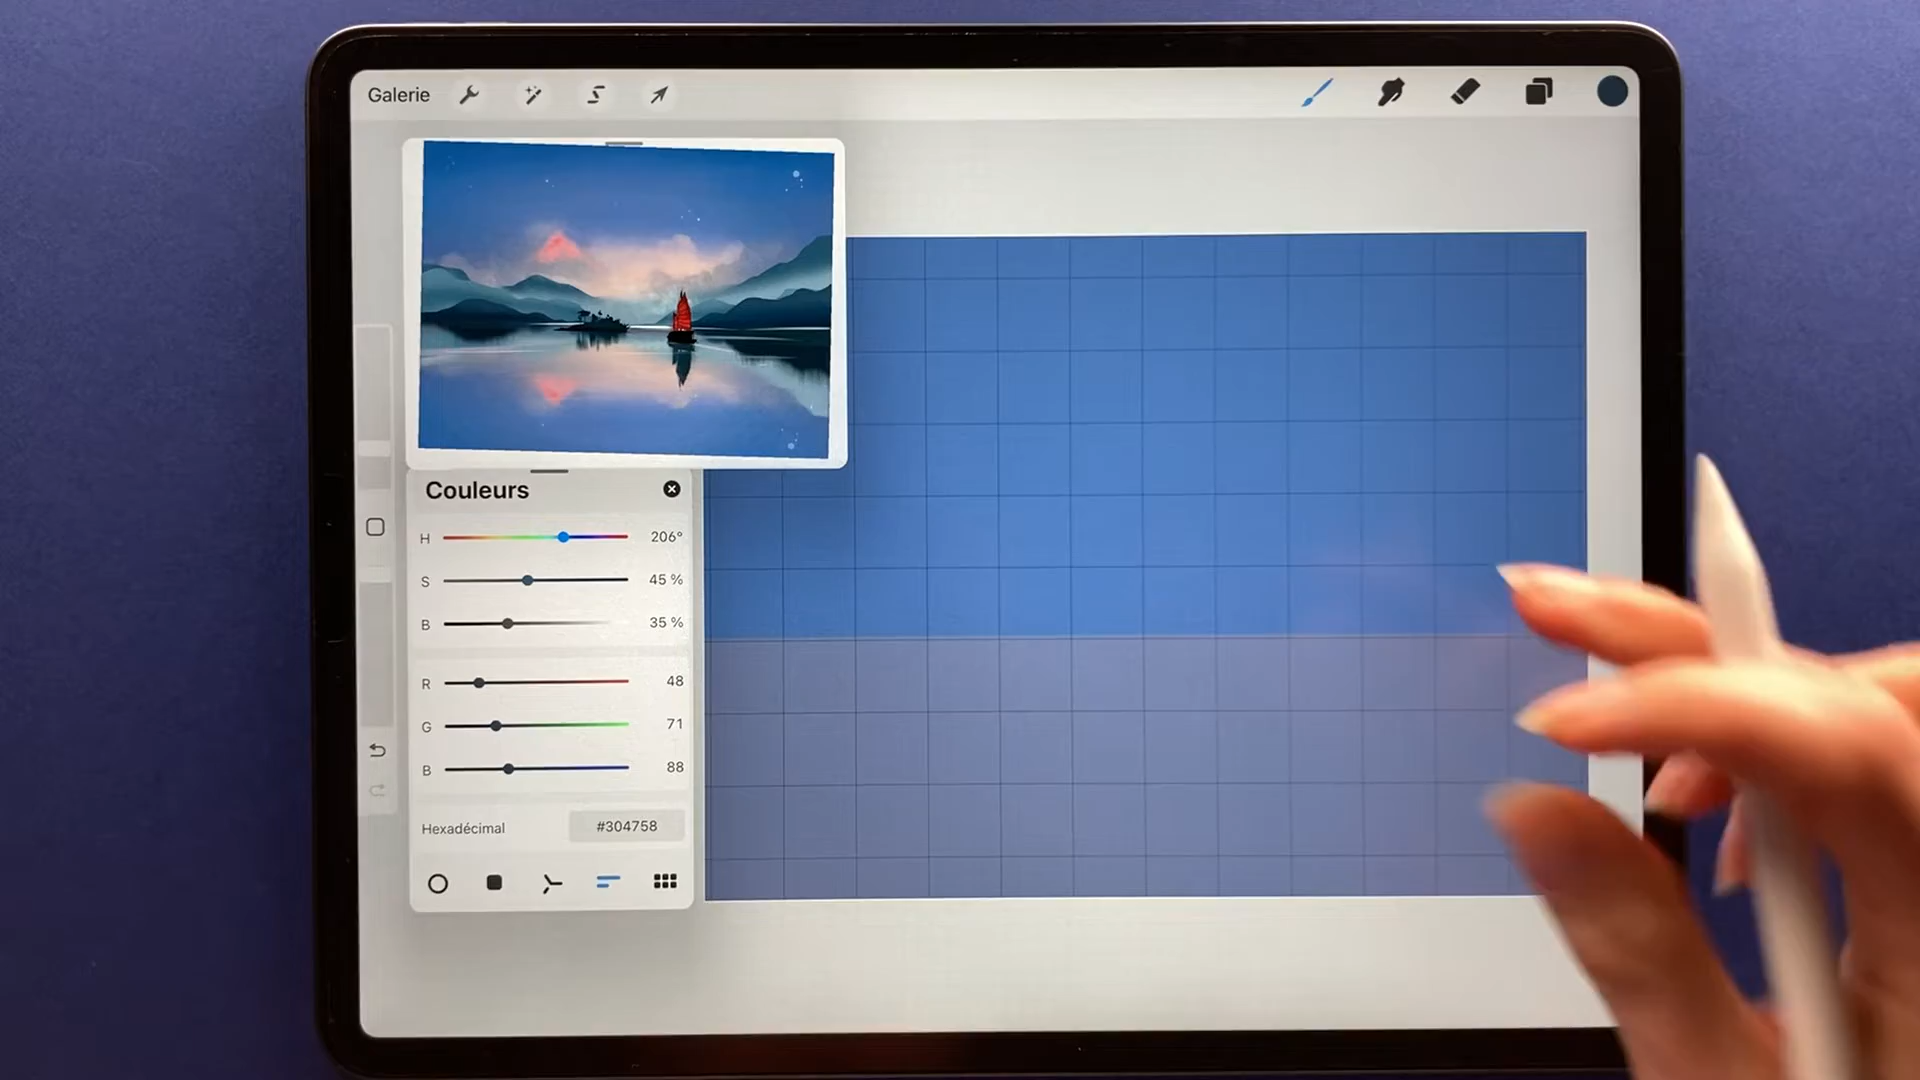 Galerie
Couleurs
H 206°
S 45 %
B 35 %
R 48
G 71
B 88
Hexadécimal #304758